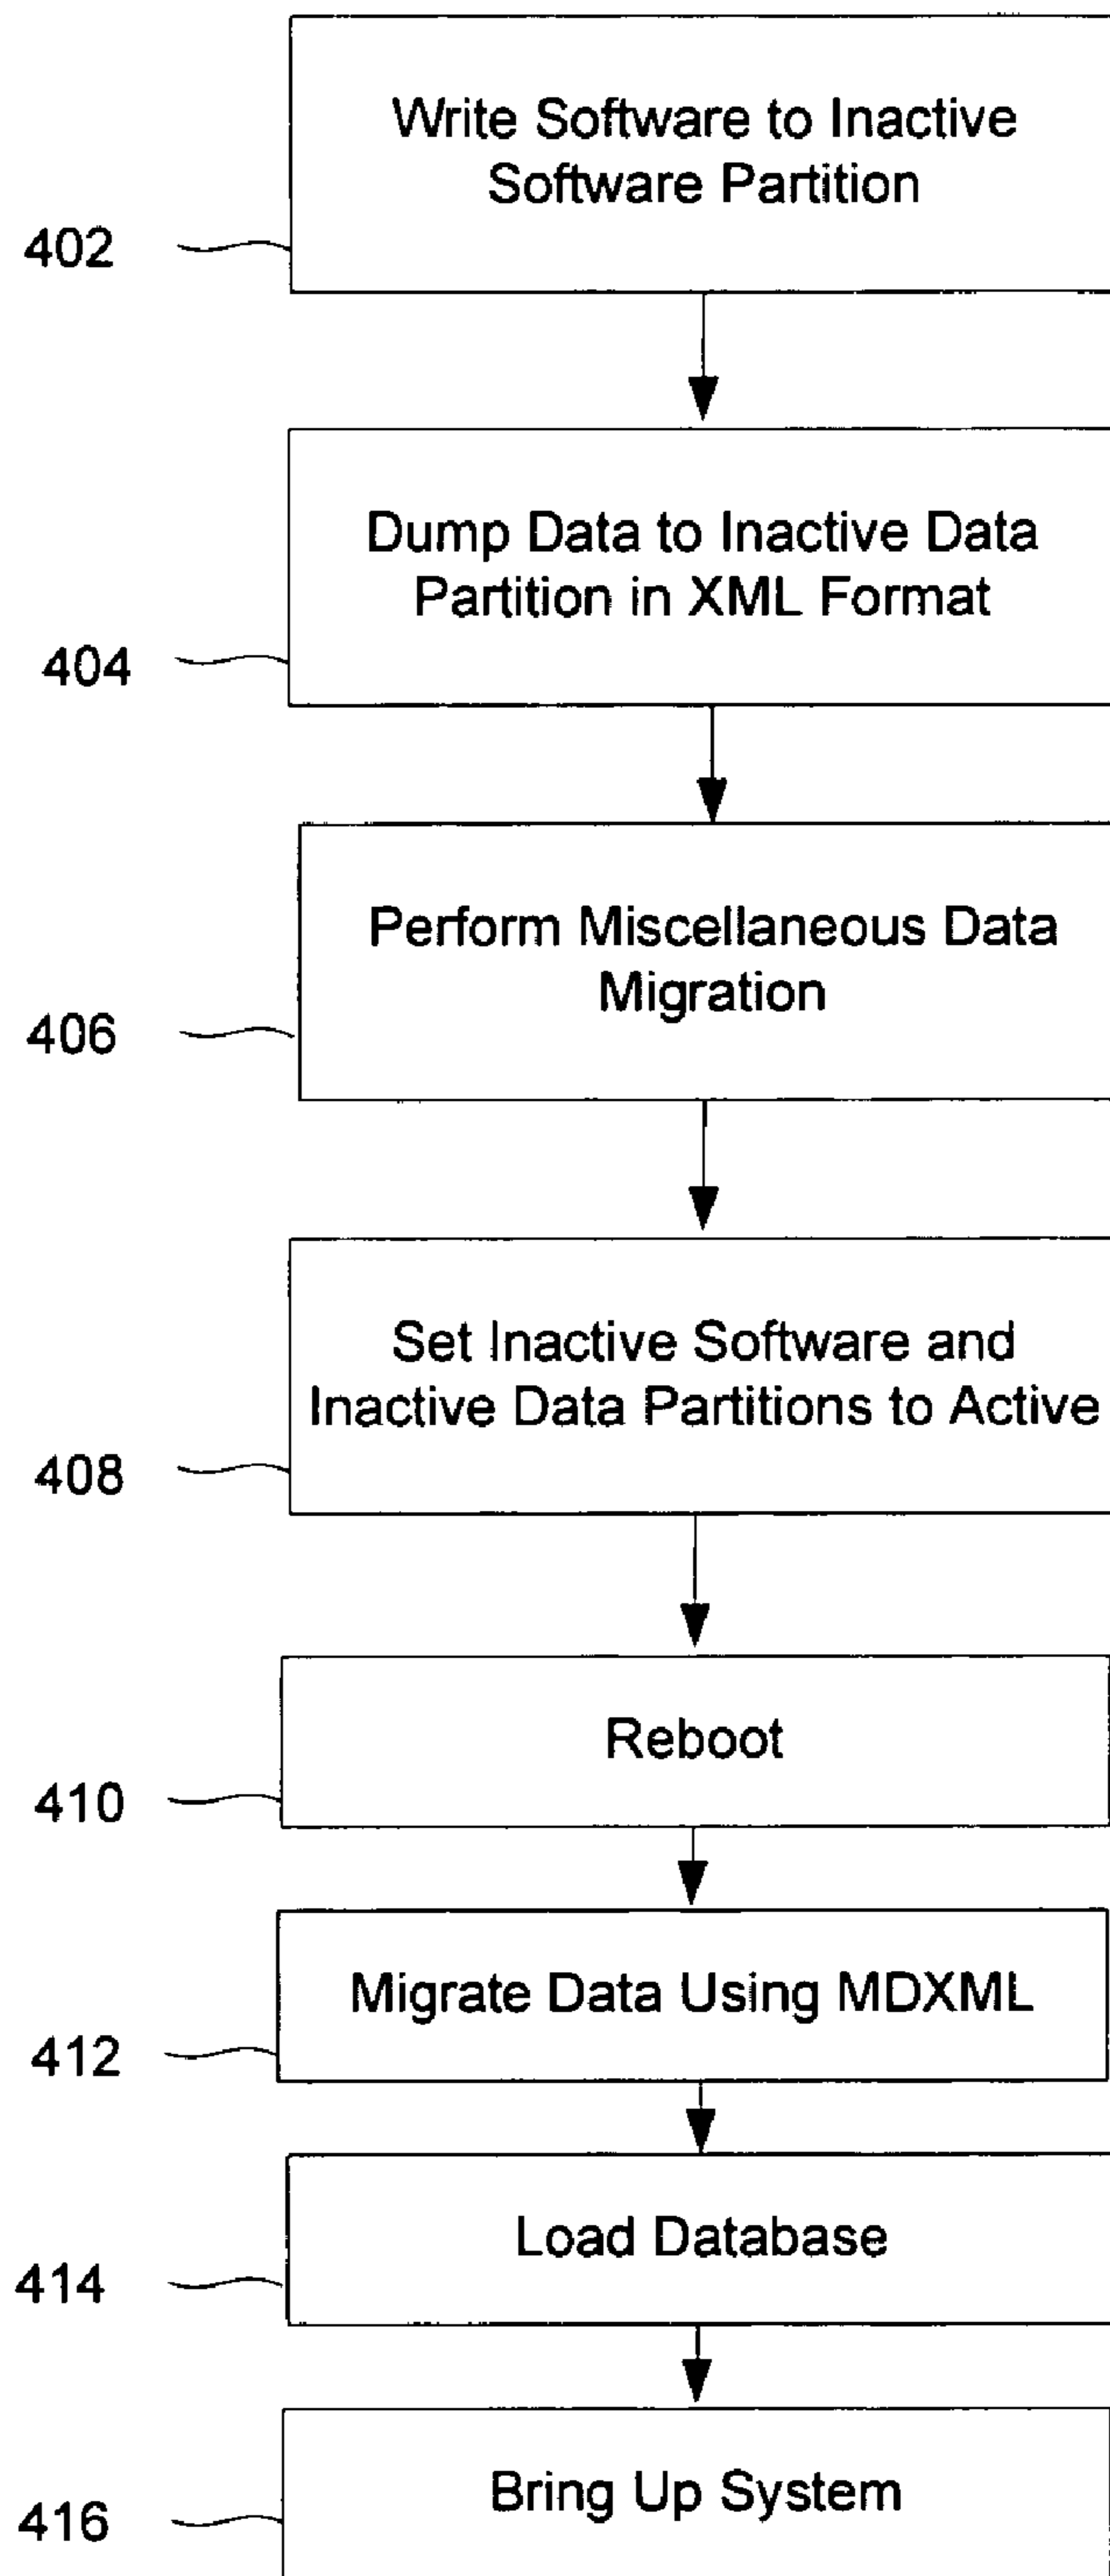 Write Software to Inactive
Software Partition
402
Dump Data to Inactive Data
Partition in XML Format
404
Perform Miscellaneous Data
Migration
406
Set Inactive Software and
Inactive Data Partitions to Active
408
Reboot
410
Migrate Data Using MDXML
412
Load Database
414
Bring Up System
416